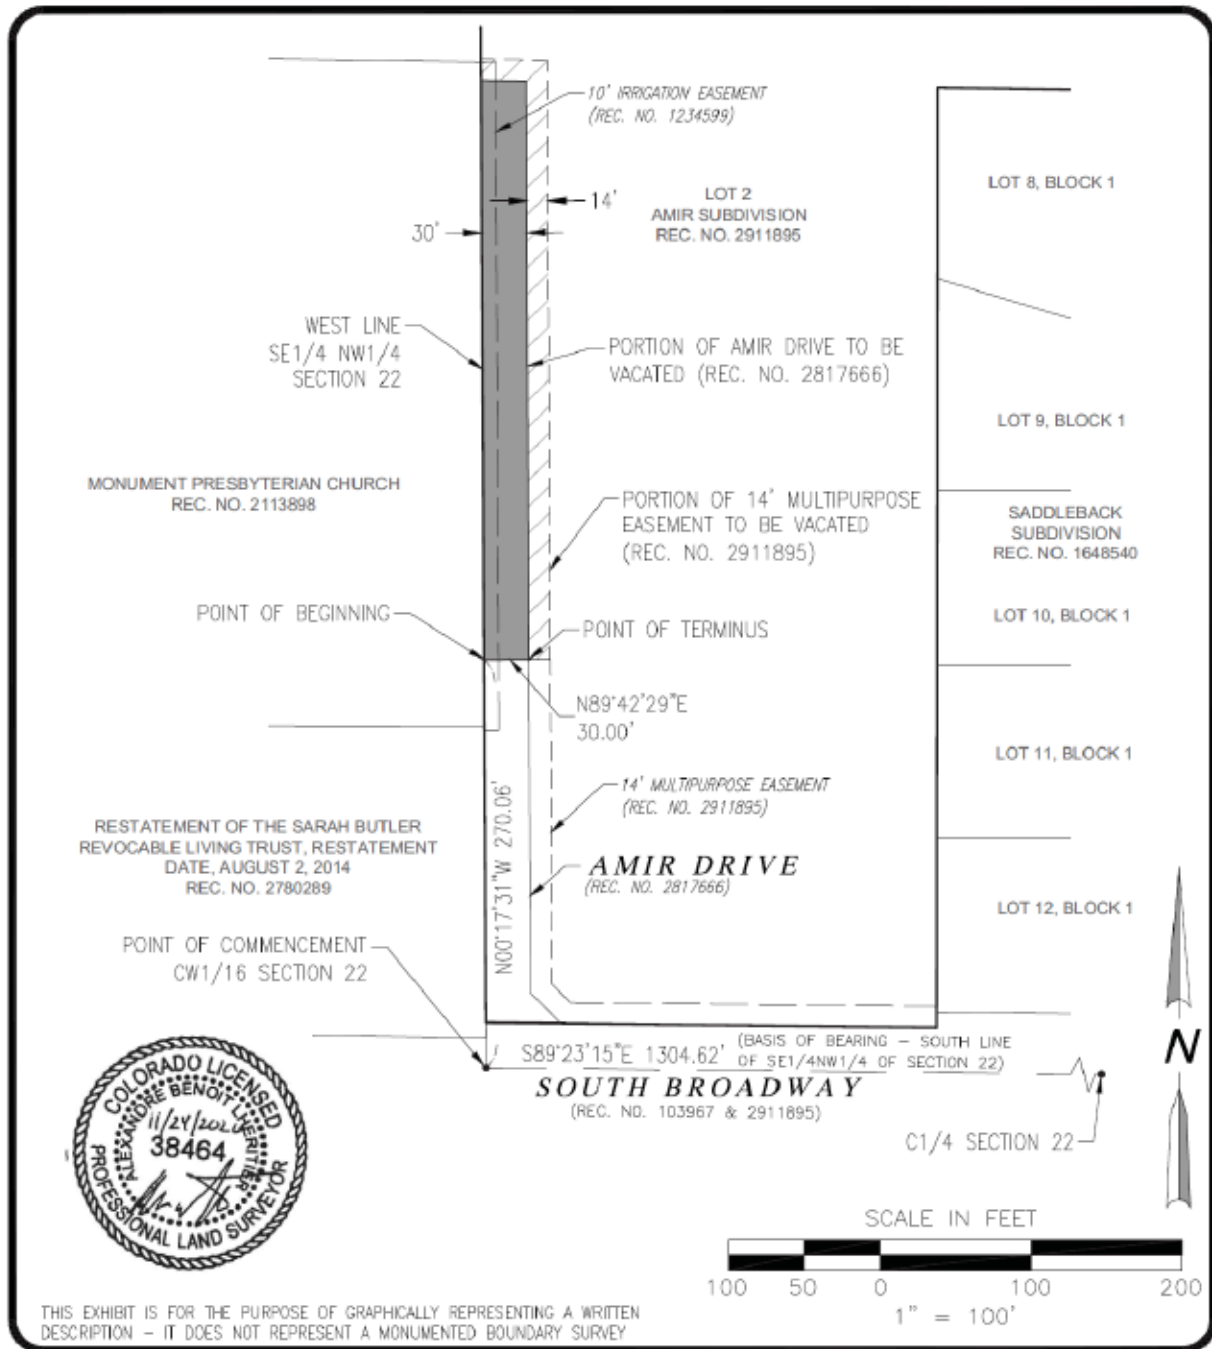 10' IRRIGATION EASEMENT
(REC. NO. 1234599)
LOT 8, BLOCK 1
LOT 2
AMIR SUBDIVISION
REC. NO. 2911895
14'
30'
WEST LINE
SE1/4 NW1/4
SECTION 22
PORTION OF AMIR DRIVE TO BE
VACATED (REC. NO. 2817666)
LOT 9, BLOCK 1
MONUMENT PRESBYTERIAN CHURCH
REC. NO. 2113898
PORTION OF 14' MULTIPURPOSE
EASEMENT TO BE VACATED
(REC. NO. 2911895)
SADDLEBACK
SUBDIVISION
REC. NO. 1648540
POINT OF BEGINNING
POINT OF TERMINUS
LOT 10, BLOCK 1
N89°42'29"E
30.00'
LOT 11, BLOCK 1
14' MULTIPURPOSE EASEMENT
(REC. NO. 2911895)
N00°17'31"W 270.06'
RESTATEMENT OF THE SARAH BUTLER
REVOCABLE LIVING TRUST, RESTATEMENT
DATE, AUGUST 2, 2014
REC. NO. 2780289
AMIR DRIVE
(REC. NO. 2817666)
LOT 12, BLOCK 1
POINT OF COMMENCEMENT
CW1/16 SECTION 22
S89°23'15"E 1304.62'
(BASIS OF BEARING – SOUTH LINE
OF SE1/4NW1/4 OF SECTION 22)
N
SOUTH BROADWAY
(REC. NO. 103967 & 2911895)
C1/4 SECTION 22
COLORADO LICENSED
ALEXANDRE BENOIT LHERITIER
38464
PROFESSIONAL LAND SURVEYOR
SCALE IN FEET
100 50 0 100 200
1" = 100'
THIS EXHIBIT IS FOR THE PURPOSE OF GRAPHICALLY REPRESENTING A WRITTEN
DESCRIPTION – IT DOES NOT REPRESENT A MONUMENTED BOUNDARY SURVEY